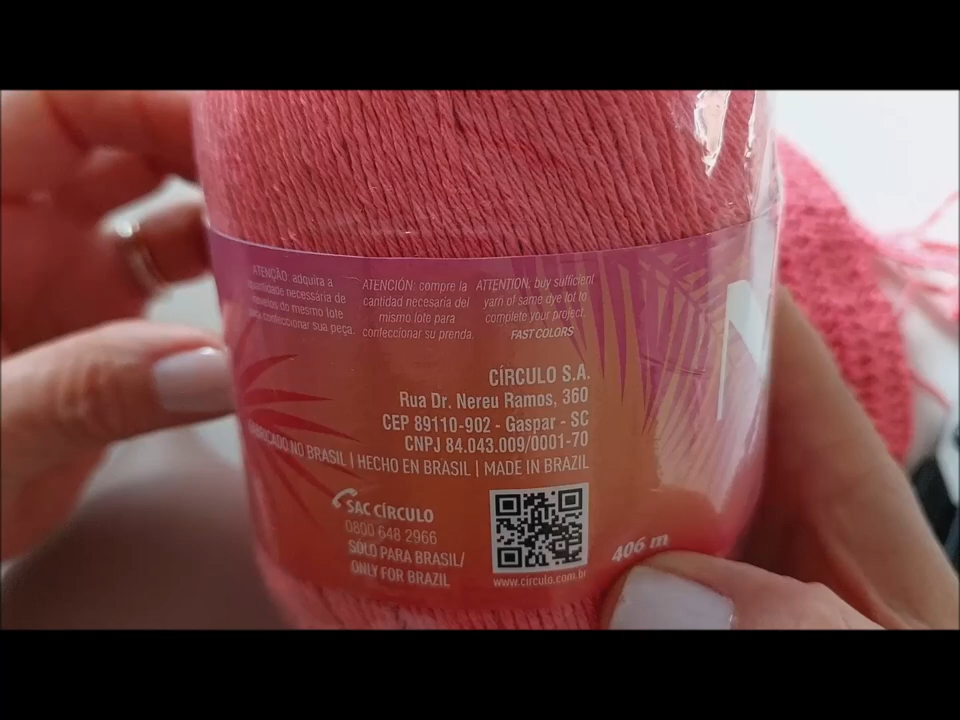 ATENÇÃO: adquira a
quantidade necessária de
novelos do mesmo lote
para confeccionar sua peça.
ATENCIÓN: compre la
cantidad necesaria del
mismo lote para
confeccionar su prenda.
ATTENTION: buy sufficient
yarn of same dye lot to
complete your project.
FAST COLORS
CÍRCULO S.A.
Rua Dr. Nereu Ramos, 360
CEP 89110-902 - Gaspar - SC
CNPJ 84.043.009/0001-70
FABRICADO NO BRASIL | HECHO EN BRASIL | MADE IN BRAZIL
SAC CÍRCULO
0800 648 2966
SÓLO PARA BRASIL/
ONLY FOR BRAZIL
www.circulo.com.br
406 m